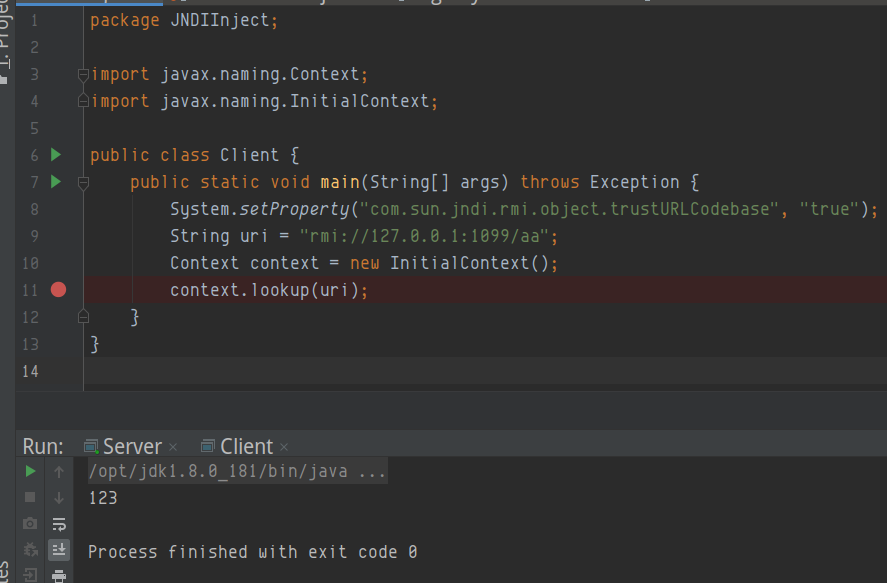 1 package JNDIInject;
2
3 import javax.naming.Context;
4 import javax.naming.InitialContext;
5
6 public class Client {
7 public static void main(String[] args) throws Exception {
8 System.setProperty("com.sun.jndi.rmi.object.trustURLCodebase", "true");
9 String uri = "rmi://127.0.0.1:1099/aa";
10 Context context = new InitialContext();
11 context.lookup(uri);
12 }
13 }
14
Run: Server × Client ×
/opt/jdk1.8.0_181/bin/java ...
123
Process finished with exit code 0